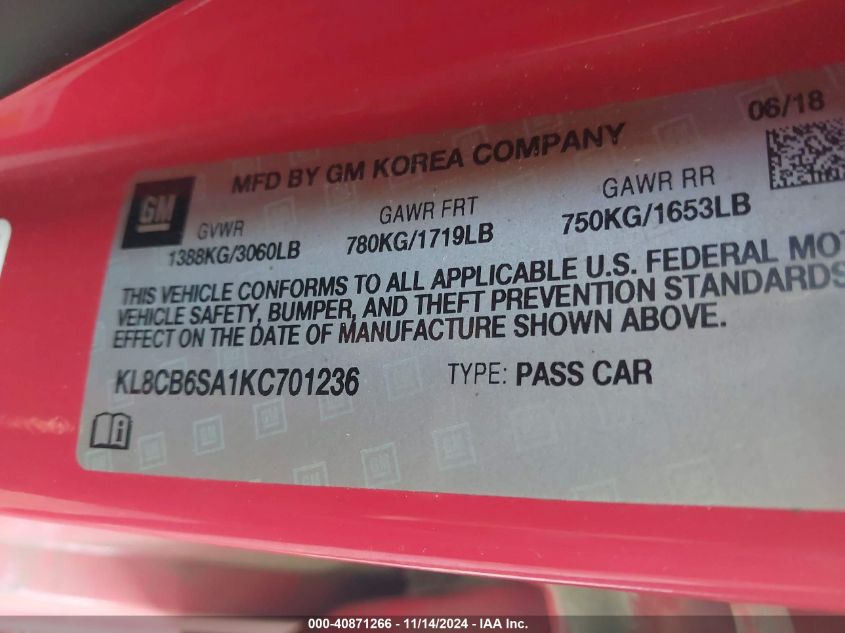 06/18
MFD BY GM KOREA COMPANY
GM
GVWR GAWR FRT GAWR RR
1388KG/3060LB 780KG/1719LB 750KG/1653LB
THIS VEHICLE CONFORMS TO ALL APPLICABLE U.S. FEDERAL MOT
VEHICLE SAFETY, BUMPER, AND THEFT PREVENTION STANDARDS
EFFECT ON THE DATE OF MANUFACTURE SHOWN ABOVE.
KL8CB6SA1KC701236 TYPE: PASS CAR
000-40871266 - 11/14/2024 - IAA Inc.